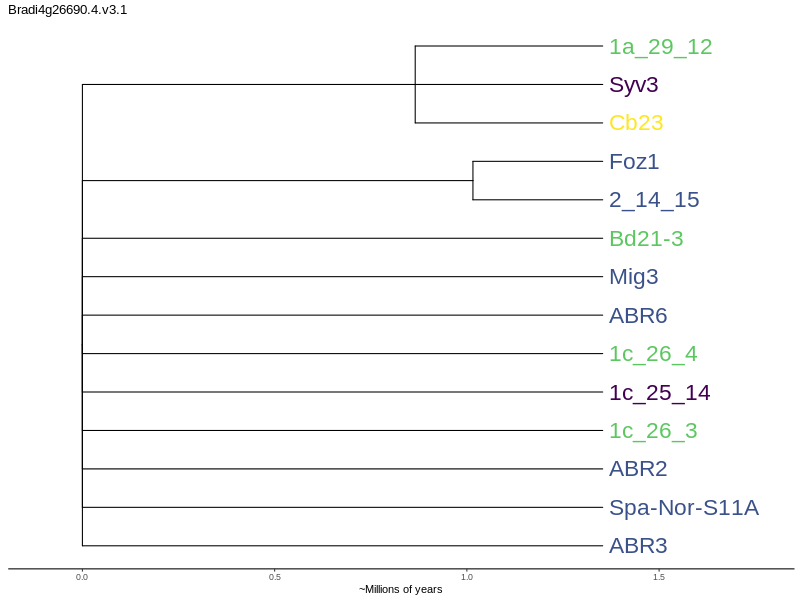 Bradi4g26690.4.v3.1
1a_29_12
Syv3
Cb23
Foz1
2_14_15
Bd21-3
Mig3
ABR6
1c_26_4
1c_25_14
1c_26_3
ABR2
Spa-Nor-S11A
ABR3
0.0 0.5 1.0 1.5
~Millions of years